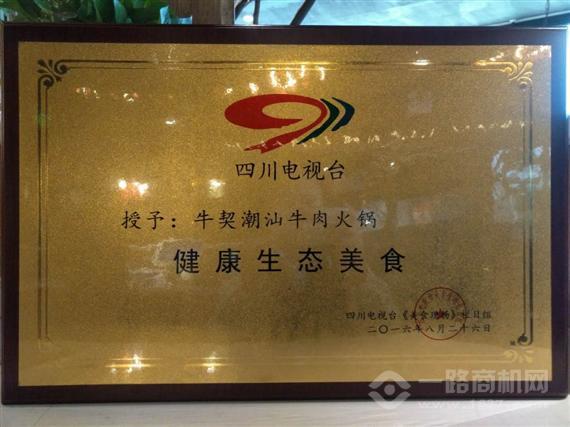 四川电视台
授予：牛契潮汕牛肉火锅
健康生态美食
四川电视台《美食现场》栏目组
二〇一六年八月二十六日
一路商机网